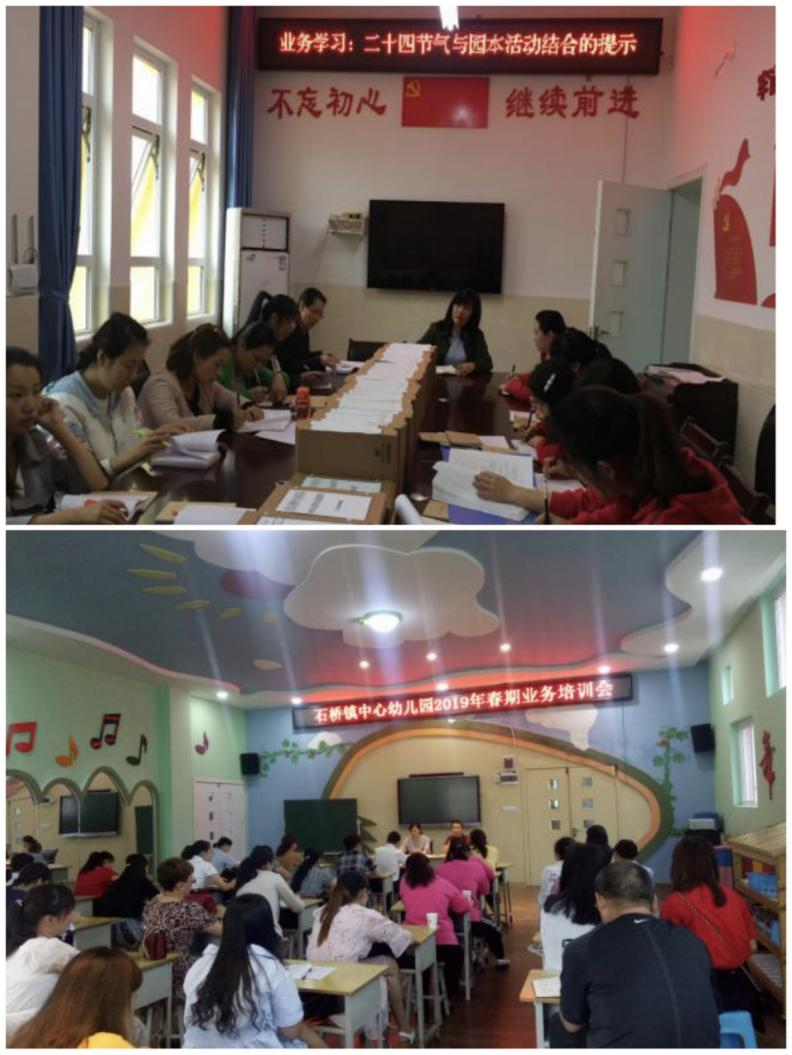 业务学习：二十四节气与园本活动结合的提示
不忘初心 继续前进
石桥镇中心幼儿园2019年春期业务培训会